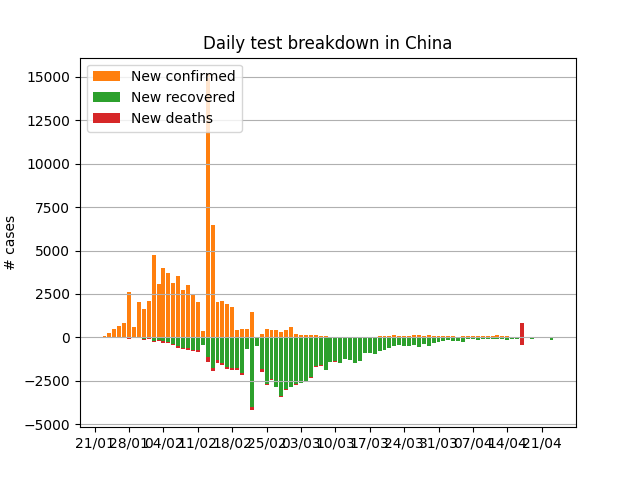 Daily test breakdown in China
New confirmed
New recovered
New deaths
# cases
15000
12500
10000
7500
5000
2500
0
−2500
−5000
21/01 28/01 04/02 11/02 18/02 25/02 03/03 10/03 17/03 24/03 31/03 07/04 14/04 21/04